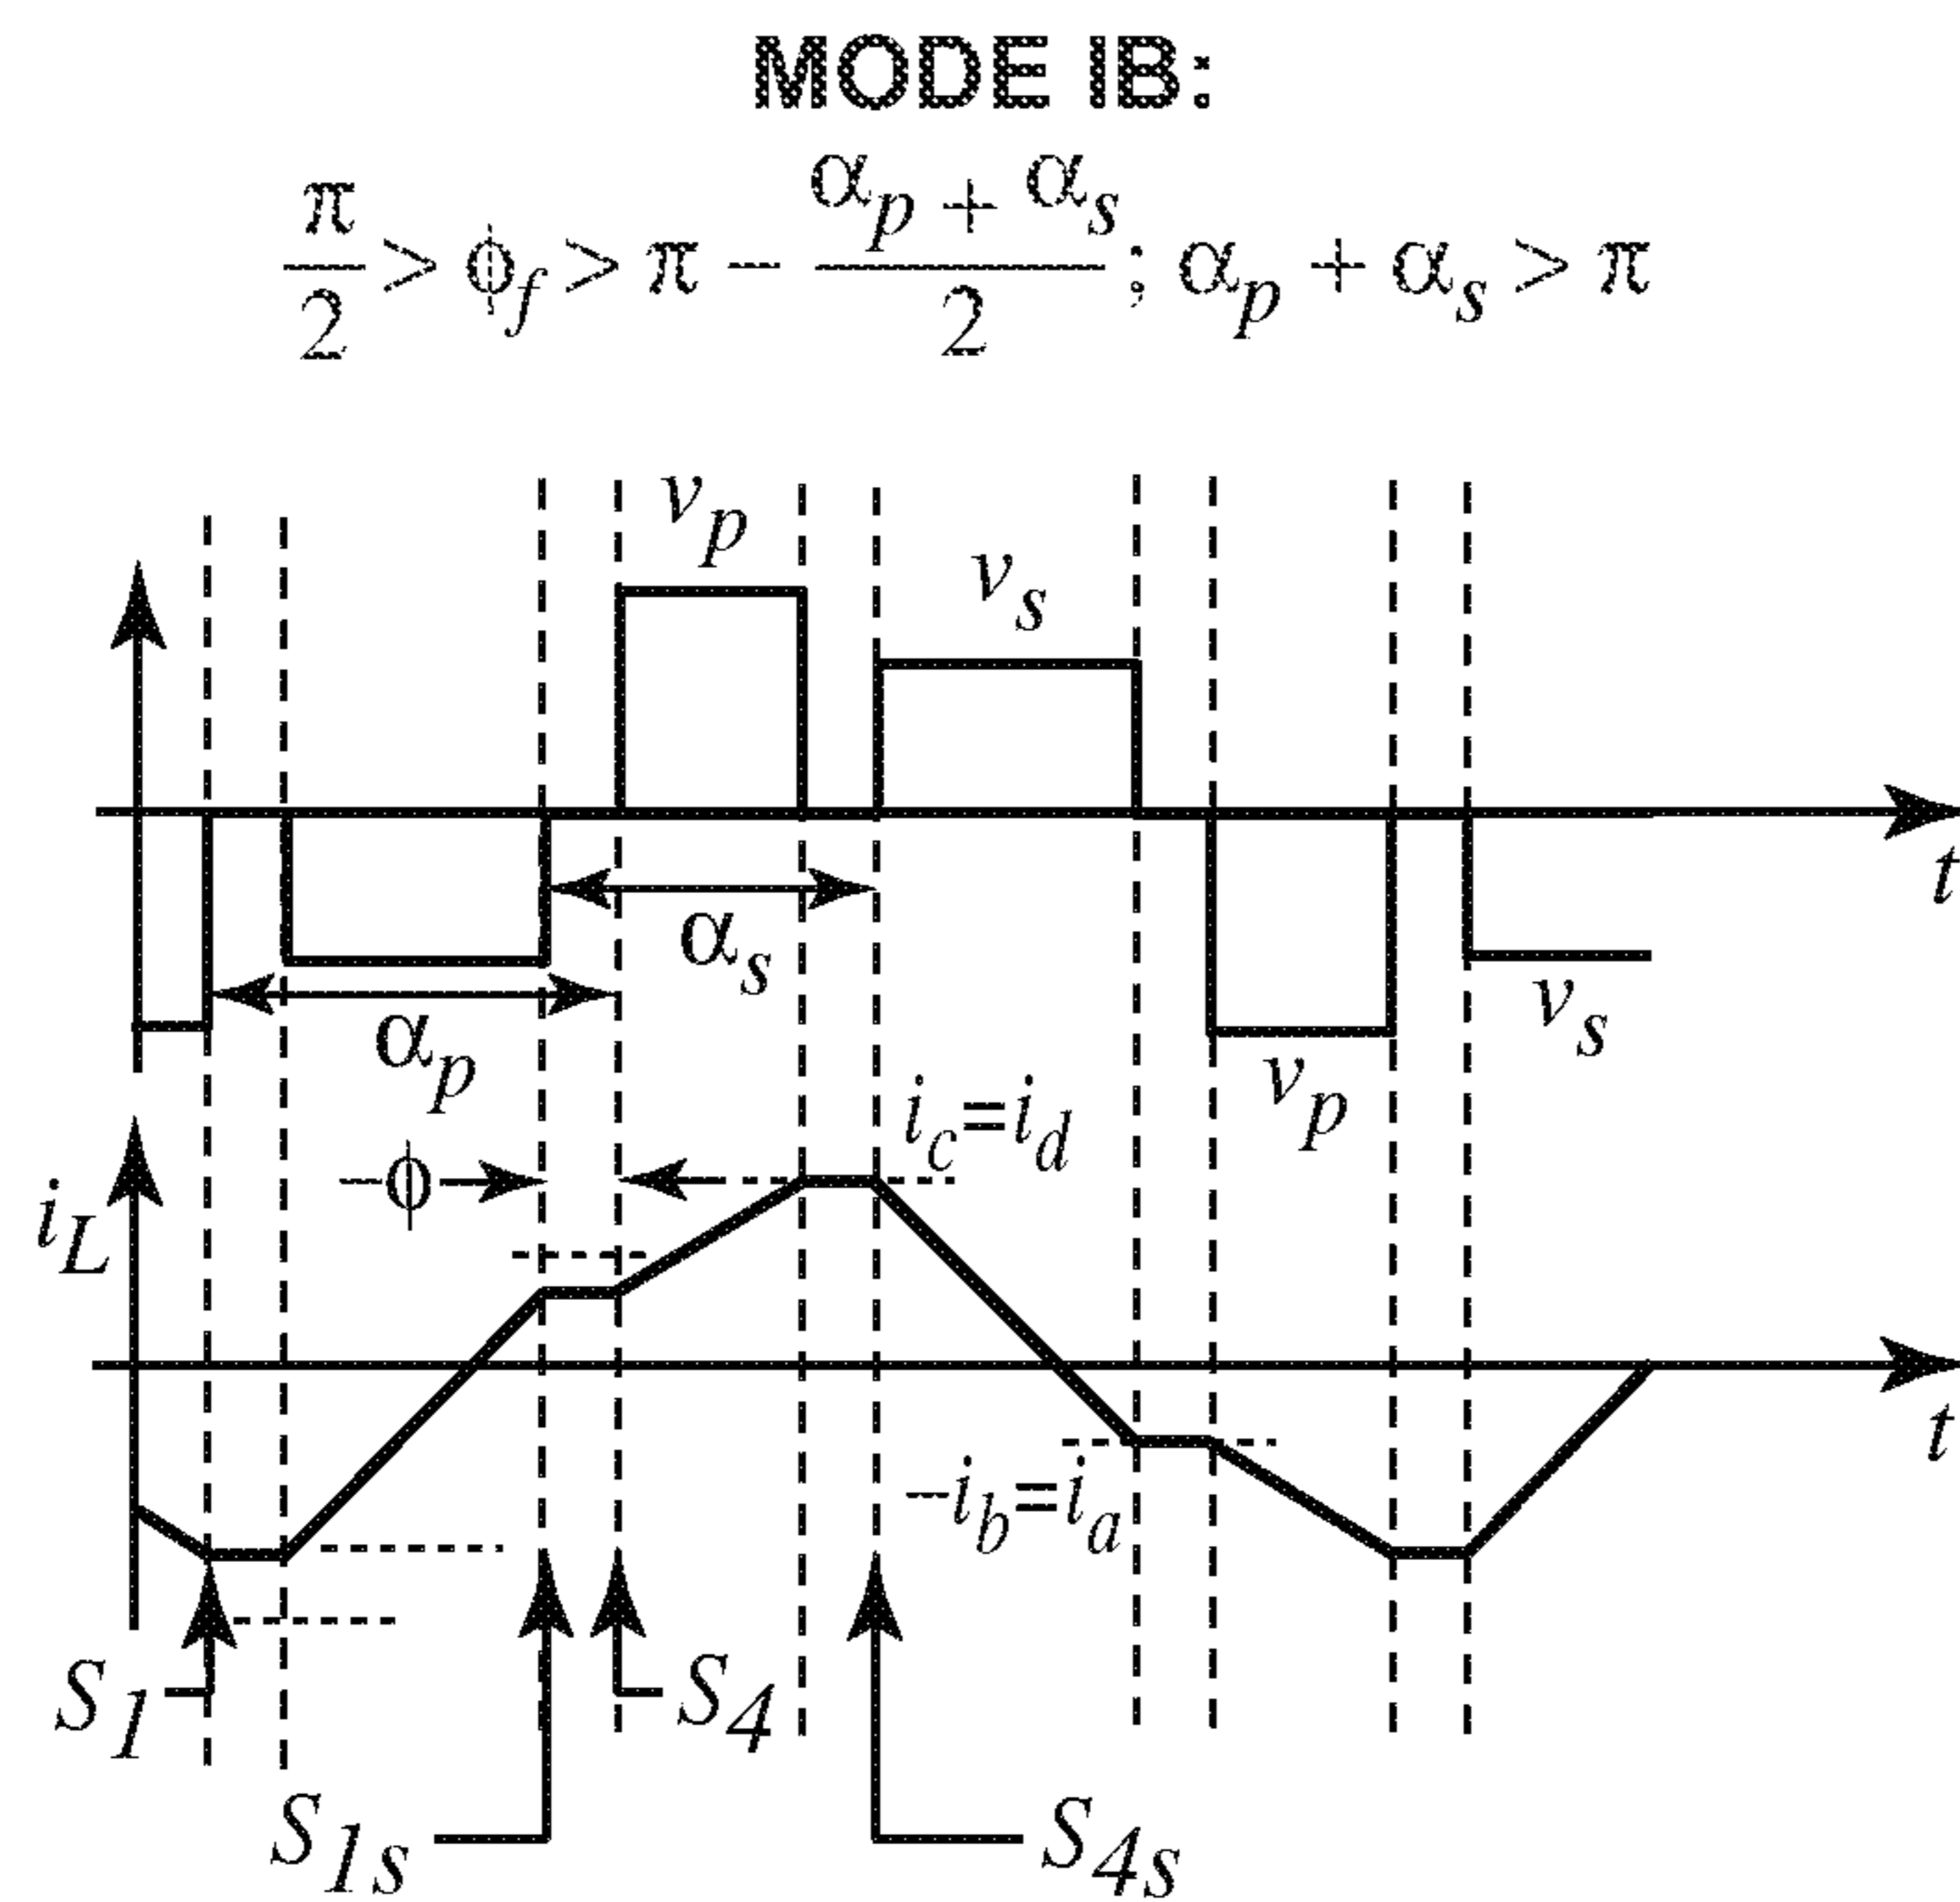 MODE IB:
π/2 > ϕf > π − (αp + αs)/2; αp + αs > π
vp
vs
t
αs
αp
vs
vp
ic=id
−ϕ
iL
t
−ib=ia
S1
S4
S1s
S4s